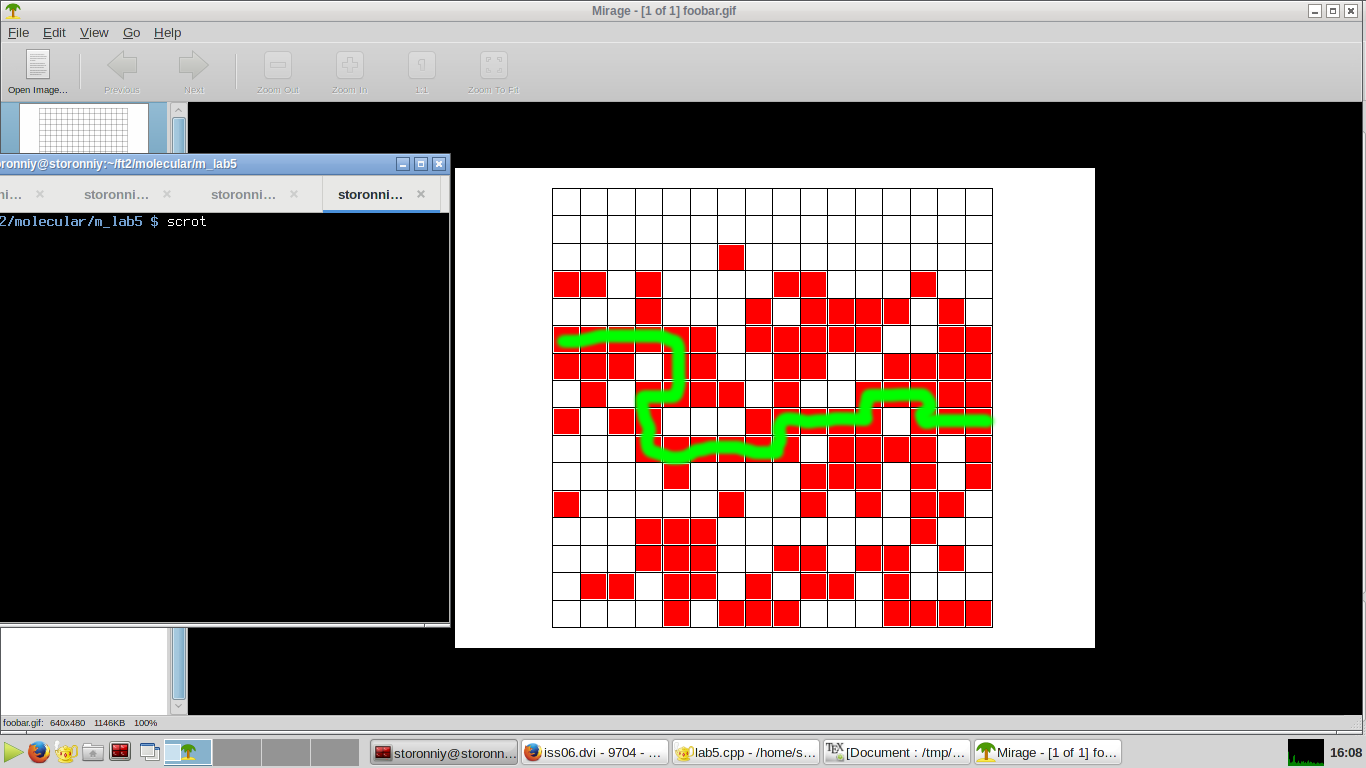 Mirage - [1 of 1] foobar.gif
File Edit View Go Help
Open Image... Previous Next Zoom Out Zoom In 1:1 Zoom To Fit
oronniy@storonniy:~/ft2/molecular/m_lab5
ni... storonni... storonni... storonni...
2/molecular/m_lab5 $ scrot
foobar.gif: 640x480 1146KB 100%
storonniy@storonn... iss06.dvi - 9704 - ... lab5.cpp - /home/s... [Document : /tmp/... Mirage - [1 of 1] fo... 16:08